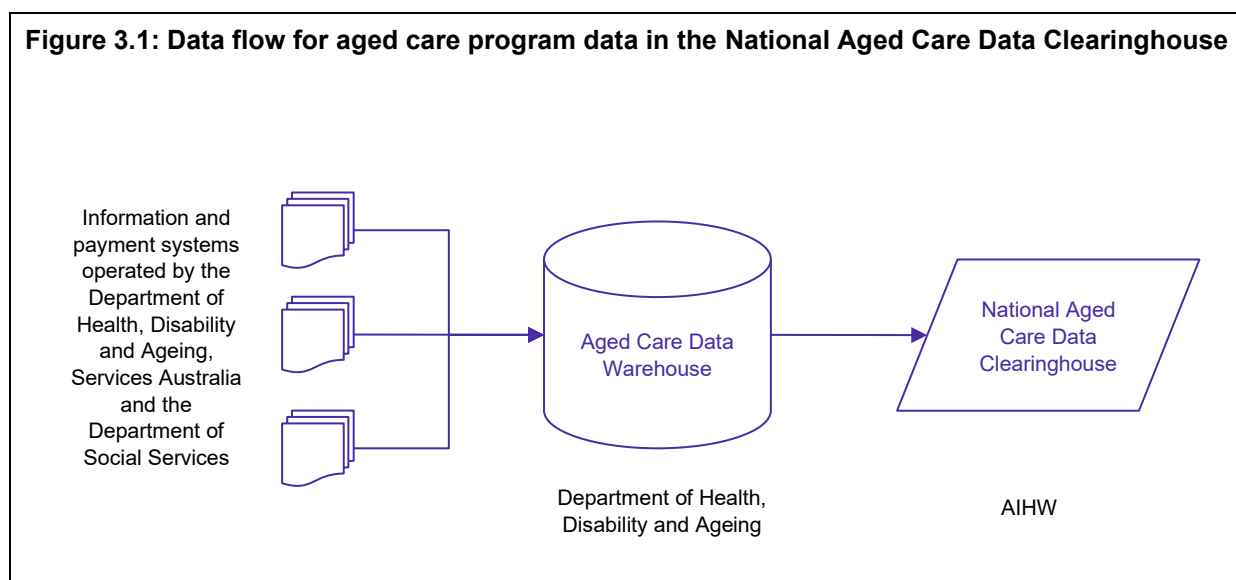 Figure 3.1: Data flow for aged care program data in the National Aged Care Data Clearinghouse
Information and
payment systems
operated by the
Department of
Health, Disability
and Ageing,
Services Australia
and the
Department of
Social Services
Aged Care Data
Warehouse
Department of Health,
Disability and Ageing
National Aged
Care Data
Clearinghouse
AIHW